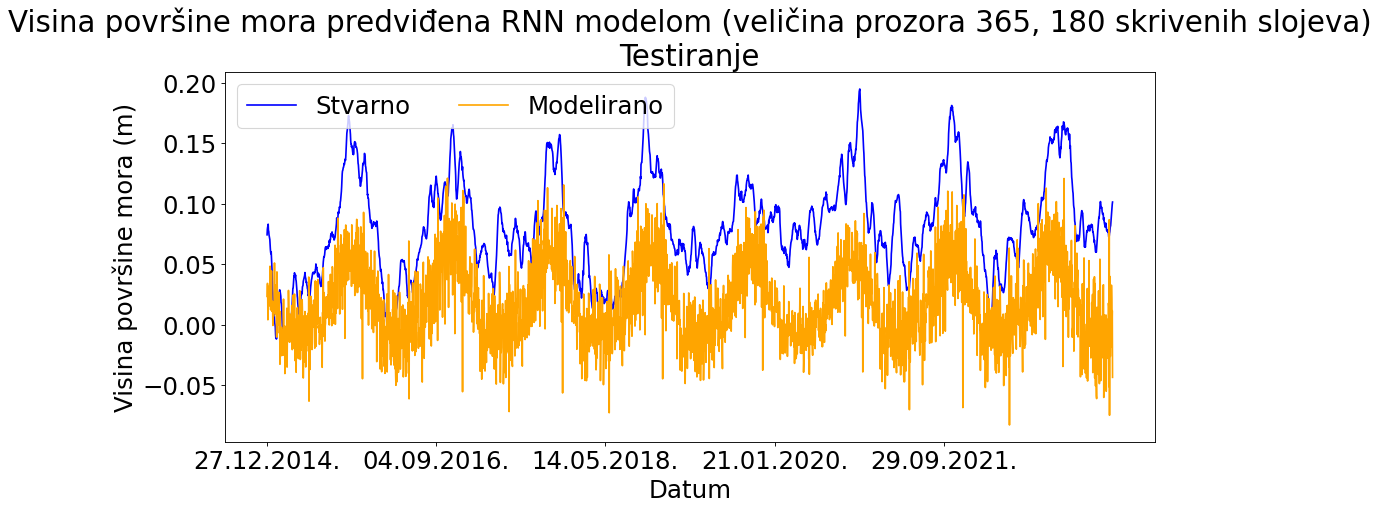 Visina površine mora predviđena RNN modelom (veličina prozora 365, 180 skrivenih slojeva)
Testiranje
Stvarno
Modelirano
Visina površine mora (m)
0.20
0.15
0.10
0.05
0.00
−0.05
27.12.2014.
04.09.2016.
14.05.2018.
21.01.2020.
29.09.2021.
Datum